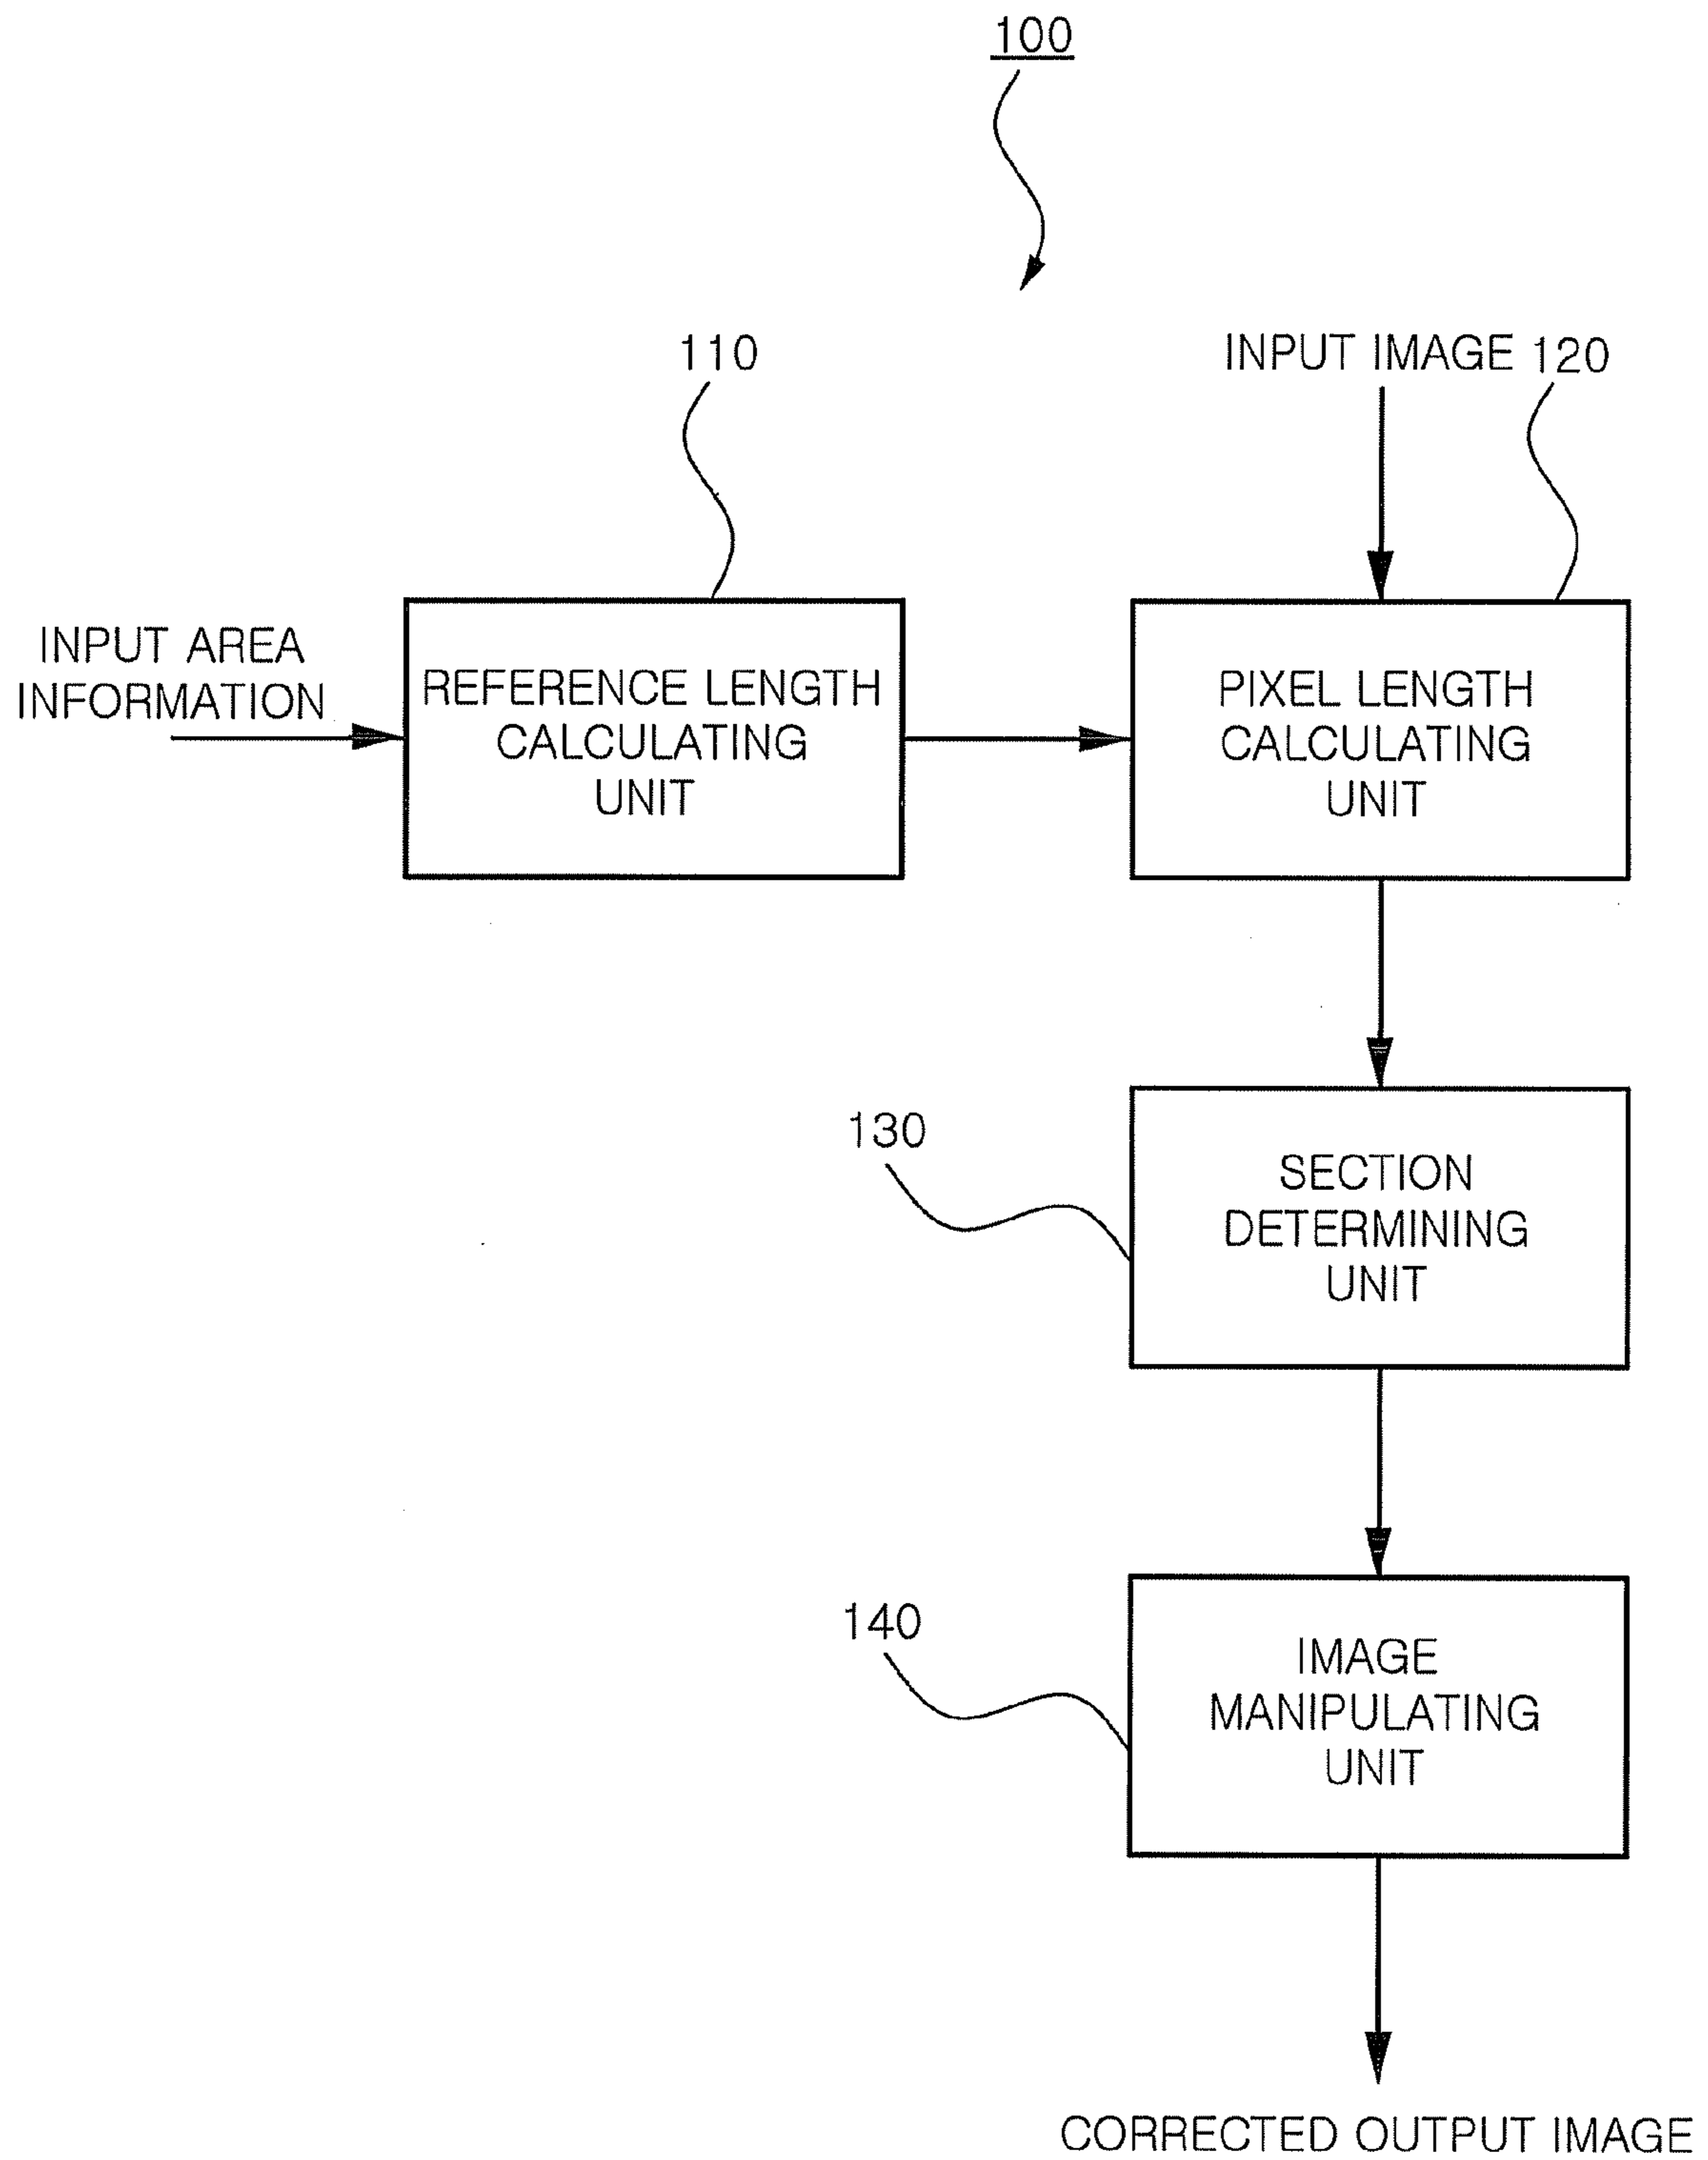 100
110
INPUT IMAGE 120
INPUT AREA
INFORMATION
REFERENCE LENGTH
CALCULATING
UNIT
PIXEL LENGTH
CALCULATING
UNIT
130
SECTION
DETERMINING
UNIT
140
IMAGE
MANIPULATING
UNIT
CORRECTED OUTPUT IMAGE